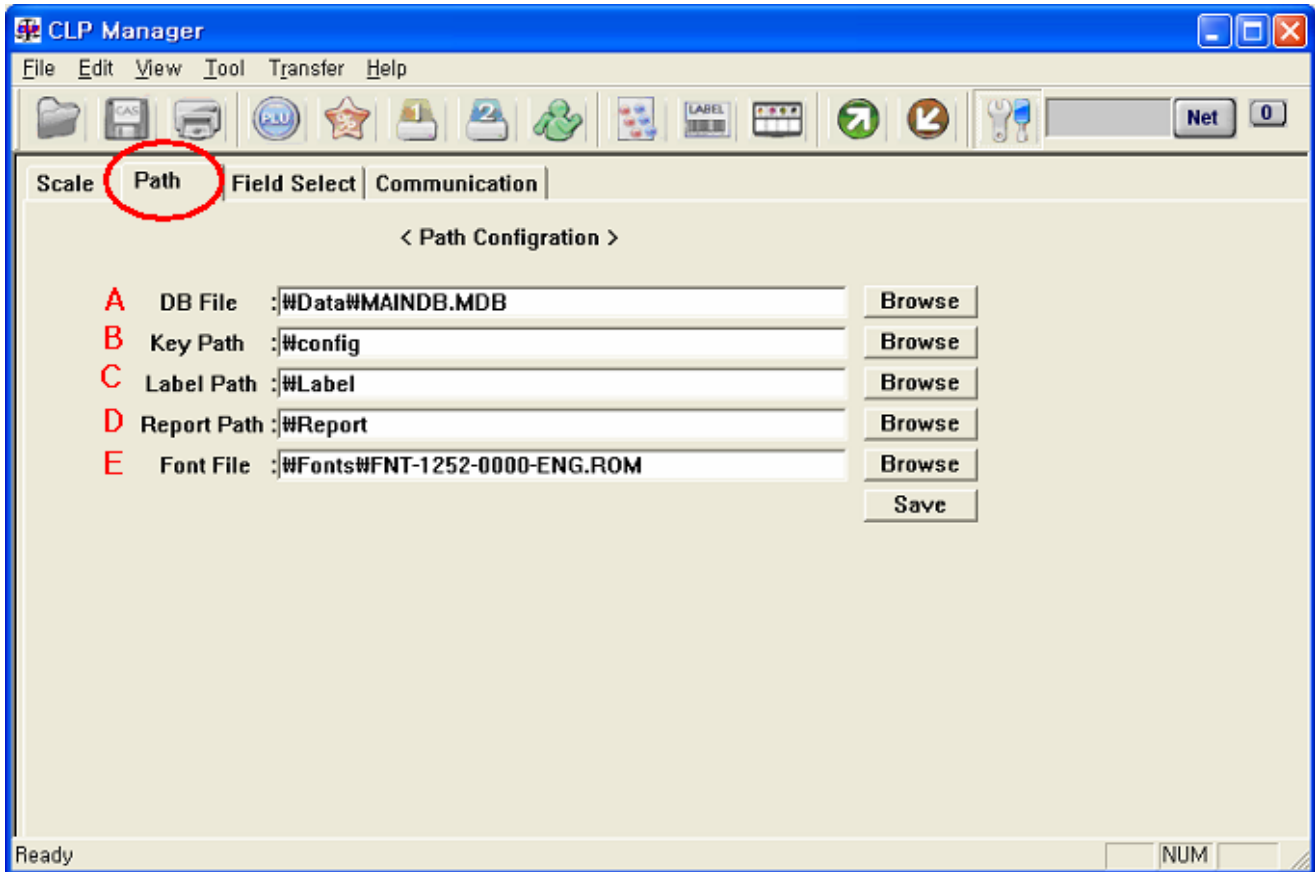 CLP Manager
File Edit View Tool Transfer Help
CAS PLU 1 2 LABEL Net 0
Scale Path Field Select Communication
< Path Configration >
A DB File :₩Data₩MAINDB.MDB Browse
B Key Path :₩config Browse
C Label Path :₩Label Browse
D Report Path :₩Report Browse
E Font File :₩Fonts₩FNT-1252-0000-ENG.ROM Browse
Save
Ready NUM